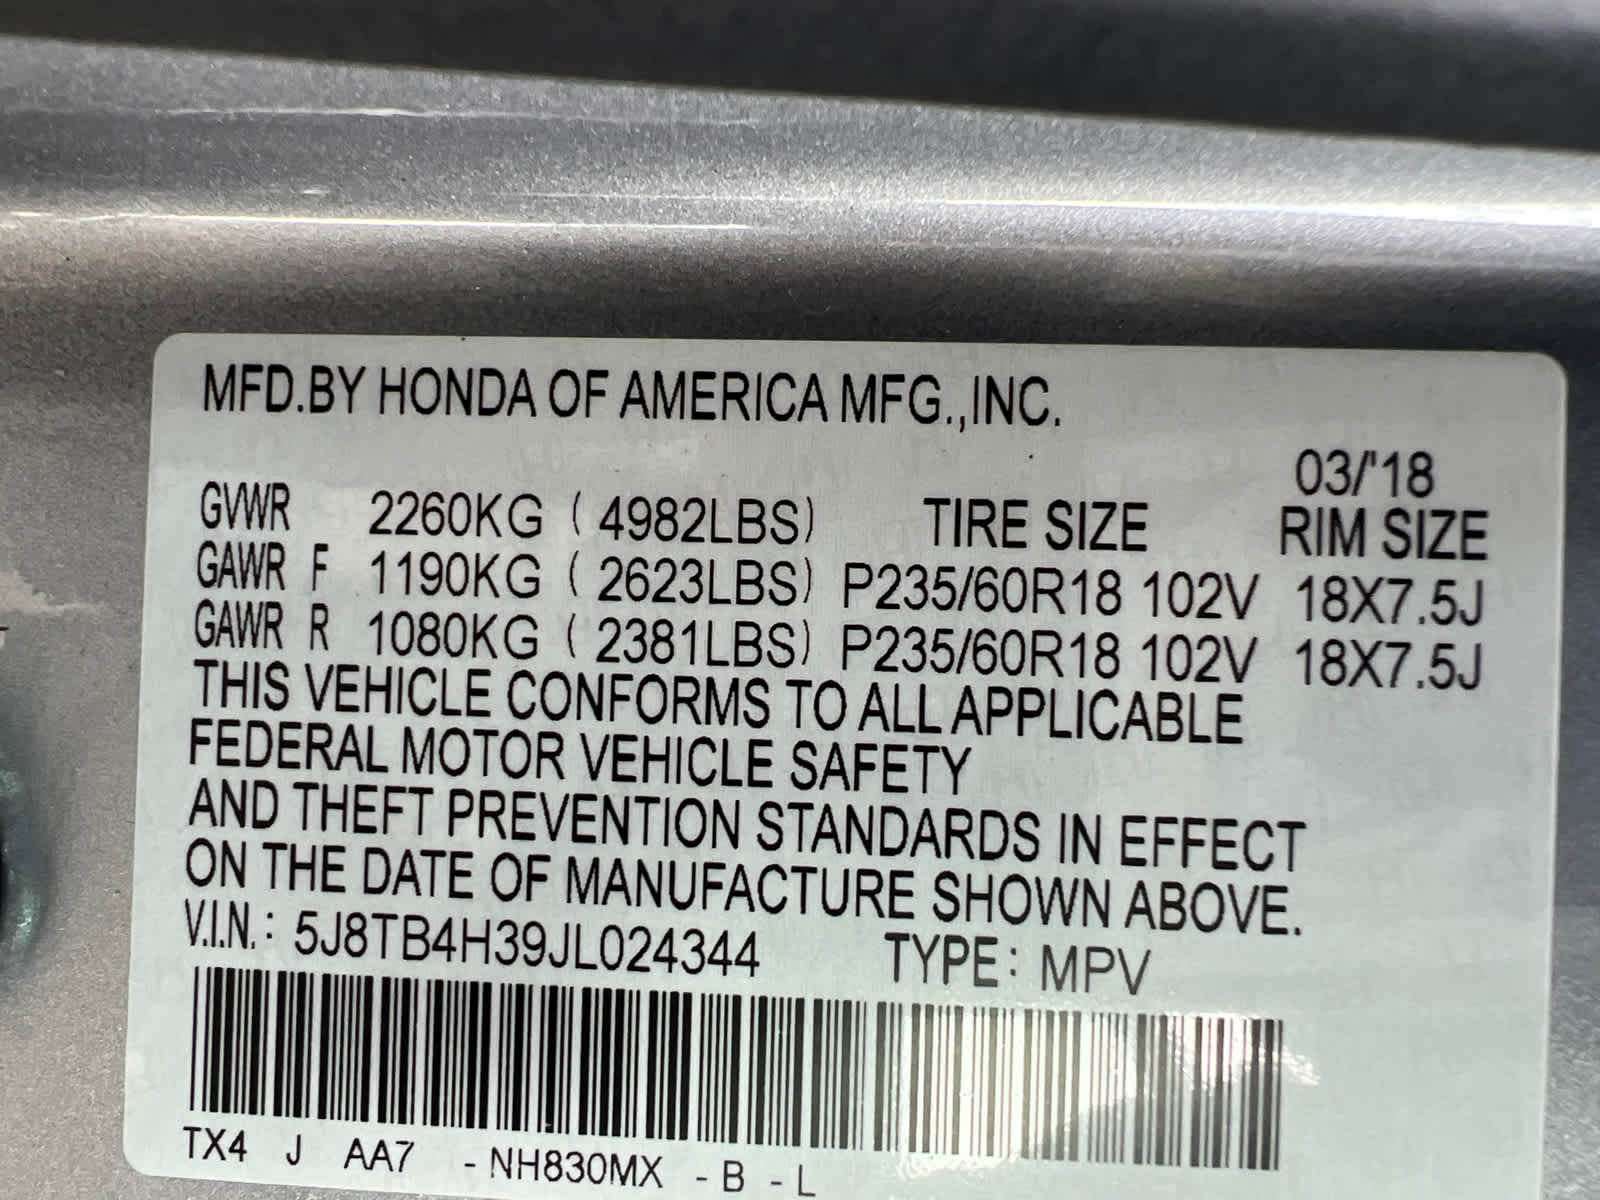 MFD.BY HONDA OF AMERICA MFG.,INC.
03/'18
GVWR 2260KG ( 4982LBS) TIRE SIZE RIM SIZE
GAWR F 1190KG ( 2623LBS) P235/60R18 102V 18X7.5J
GAWR R 1080KG ( 2381LBS) P235/60R18 102V 18X7.5J
THIS VEHICLE CONFORMS TO ALL APPLICABLE
FEDERAL MOTOR VEHICLE SAFETY
AND THEFT PREVENTION STANDARDS IN EFFECT
ON THE DATE OF MANUFACTURE SHOWN ABOVE.
V.I.N.: 5J8TB4H39JL024344 TYPE: MPV
TX4 J AA7 - NH830MX - B - L